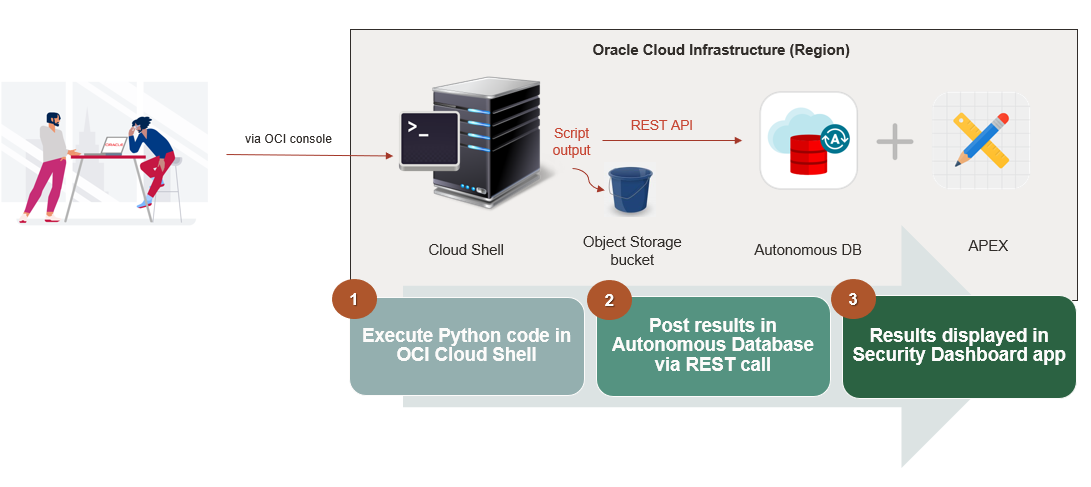 Oracle Cloud Infrastructure (Region)
via OCI console
ORACLE
>_
Script
output
REST API
A
Cloud Shell
Object Storage
bucket
Autonomous DB
APEX
1
Execute Python code in
OCI Cloud Shell
2
Post results in
Autonomous Database
via REST call
3
Results displayed in
Security Dashboard app